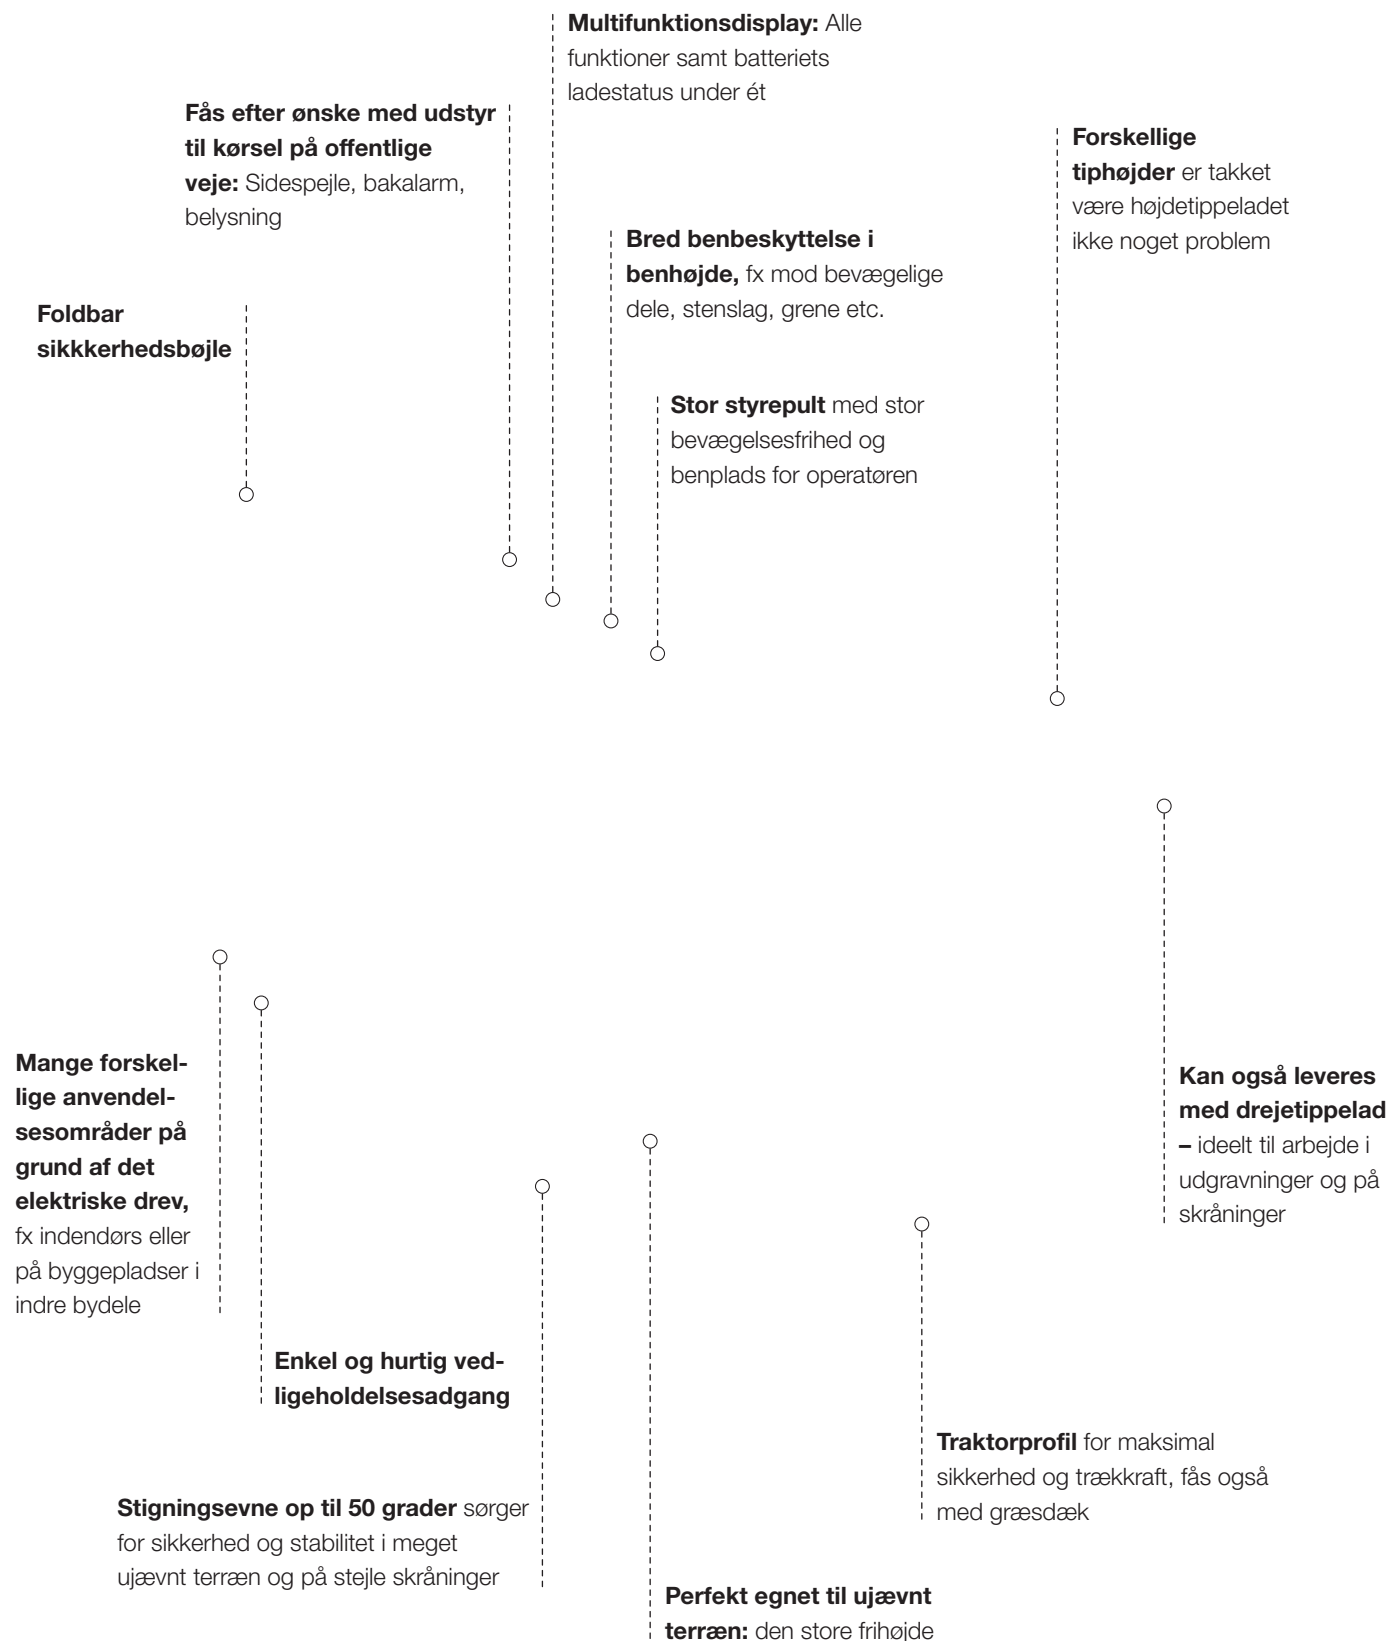 Multifunktionsdisplay: Alle
funktioner samt batteriets
ladestatus under ét
Fås efter ønske med udstyr
til kørsel på offentlige
veje: Sidespejle, bakalarm,
belysning
Forskellige
tiphøjder er takket
være højdetippeladet
ikke noget problem
Bred benbeskyttelse i
benhøjde, fx mod bevægelige
dele, stenslag, grene etc.
Foldbar
sikkkerhedsbøjle
Stor styrepult med stor
bevægelsesfrihed og
benplads for operatøren
Mange forskel-
lige anvendel-
sesområder på
grund af det
elektriske drev,
fx indendørs eller
på byggepladser i
indre bydele
Kan også leveres
med drejetippelad
– ideelt til arbejde i
udgravninger og på
skråninger
Enkel og hurtig ved-
ligeholdelsesadgang
Traktorprofil for maksimal
sikkerhed og trækkraft, fås også
med græsdæk
Stigningsevne op til 50 grader sørger
for sikkerhed og stabilitet i meget
ujævnt terræn og på stejle skråninger
Perfekt egnet til ujævnt
terræn: den store frihøjde